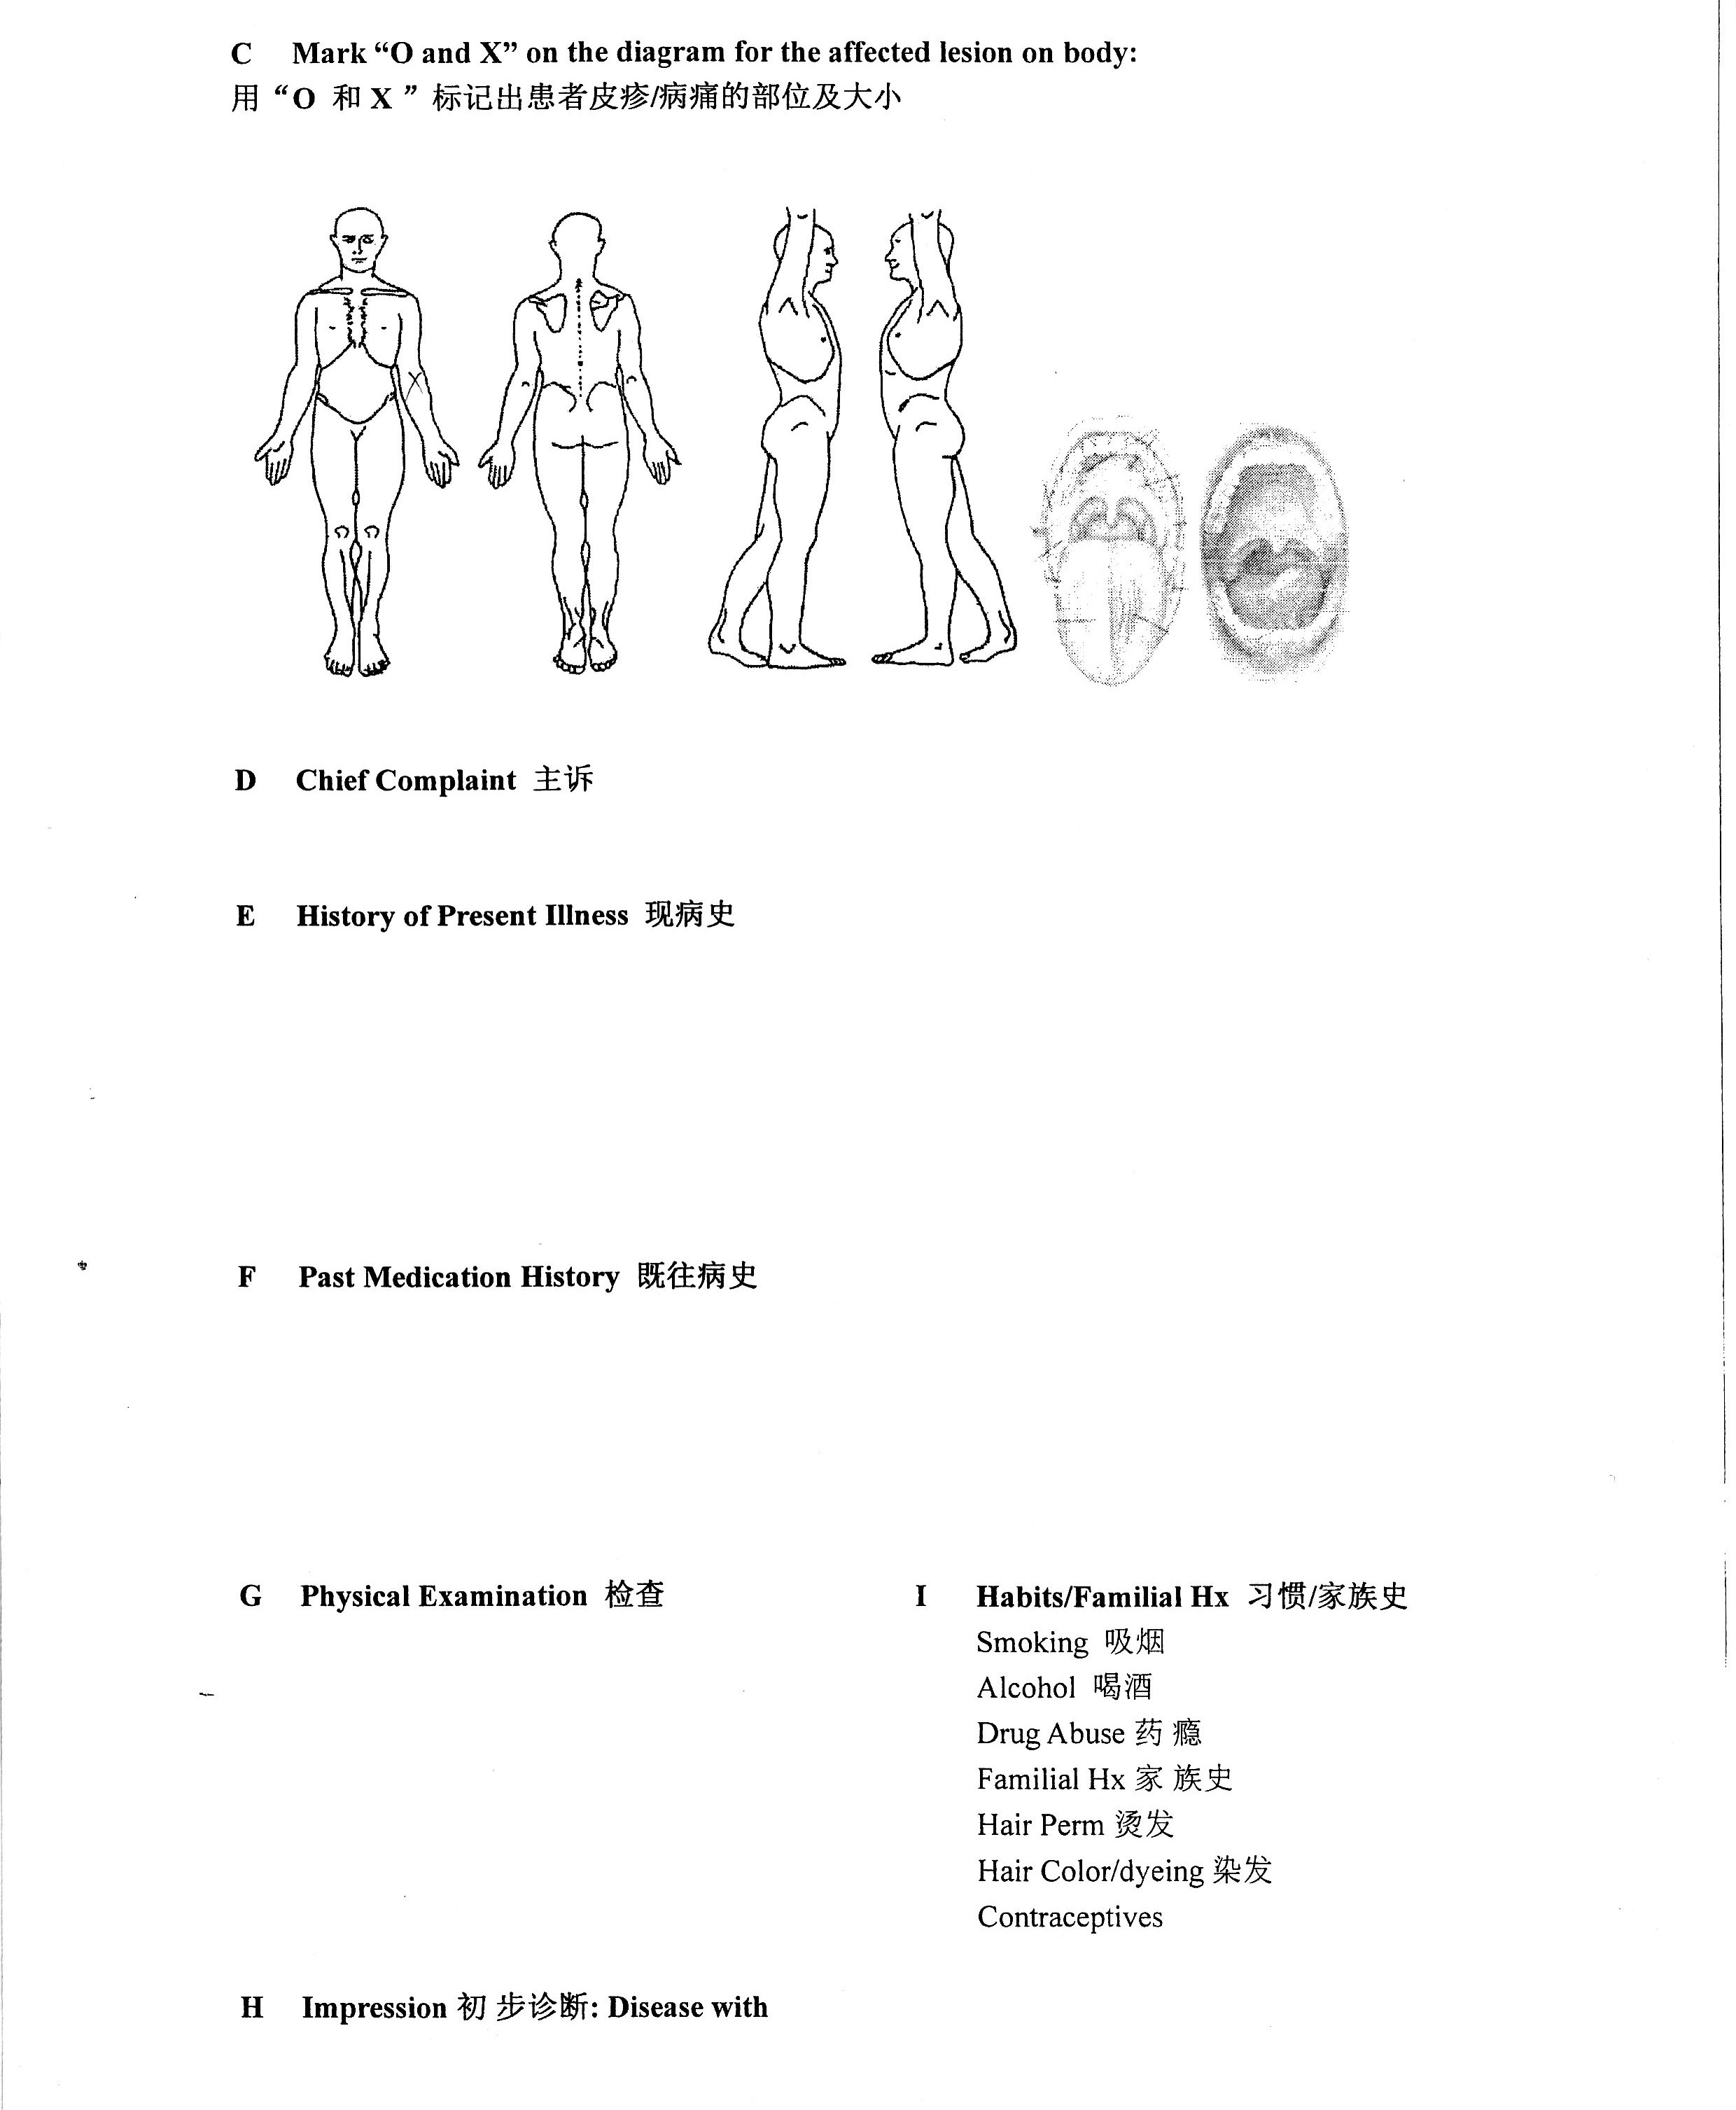 C Mark “O and X” on the diagram for the affected lesion on body:
用 “O 和 X ” 标记出患者皮疹/病痛的部位及大小
X
D Chief Complaint 主诉
E History of Present Illness 现病史
F Past Medication History 既往病史
G Physical Examination 检查
I Habits/Familial Hx 习惯/家族史
Smoking 吸烟
Alcohol 喝酒
Drug Abuse 药 瘾
Familial Hx 家 族史
Hair Perm 烫发
Hair Color/dyeing 染发
Contraceptives
H Impression 初 步诊断: Disease with